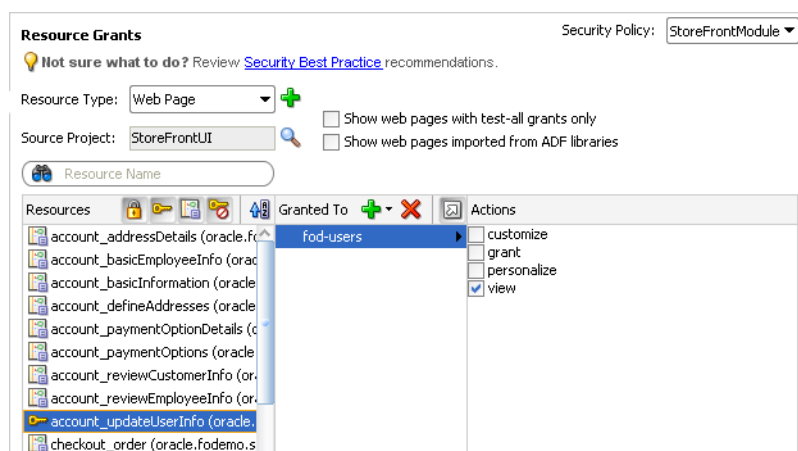 Resource Grants
Security Policy: StoreFrontModule
Not sure what to do? Review Security Best Practice recommendations.
Resource Type: Web Page
Show web pages with test-all grants only
Source Project: StoreFrontUI
Show web pages imported from ADF libraries
Resource Name
Resources Granted To Actions
account_addressDetails (oracle.fo
account_basicEmployeeInfo (orac
account_basicInformation (oracle
account_defineAddresses (oracle
account_paymentOptionDetails (o
account_paymentOptions (oracle
account_reviewCustomerInfo (or
account_reviewEmployeeInfo (or
account_updateUserInfo (oracle.
checkout_order (oracle.fodemo.s
fod-users
customize
grant
personalize
view